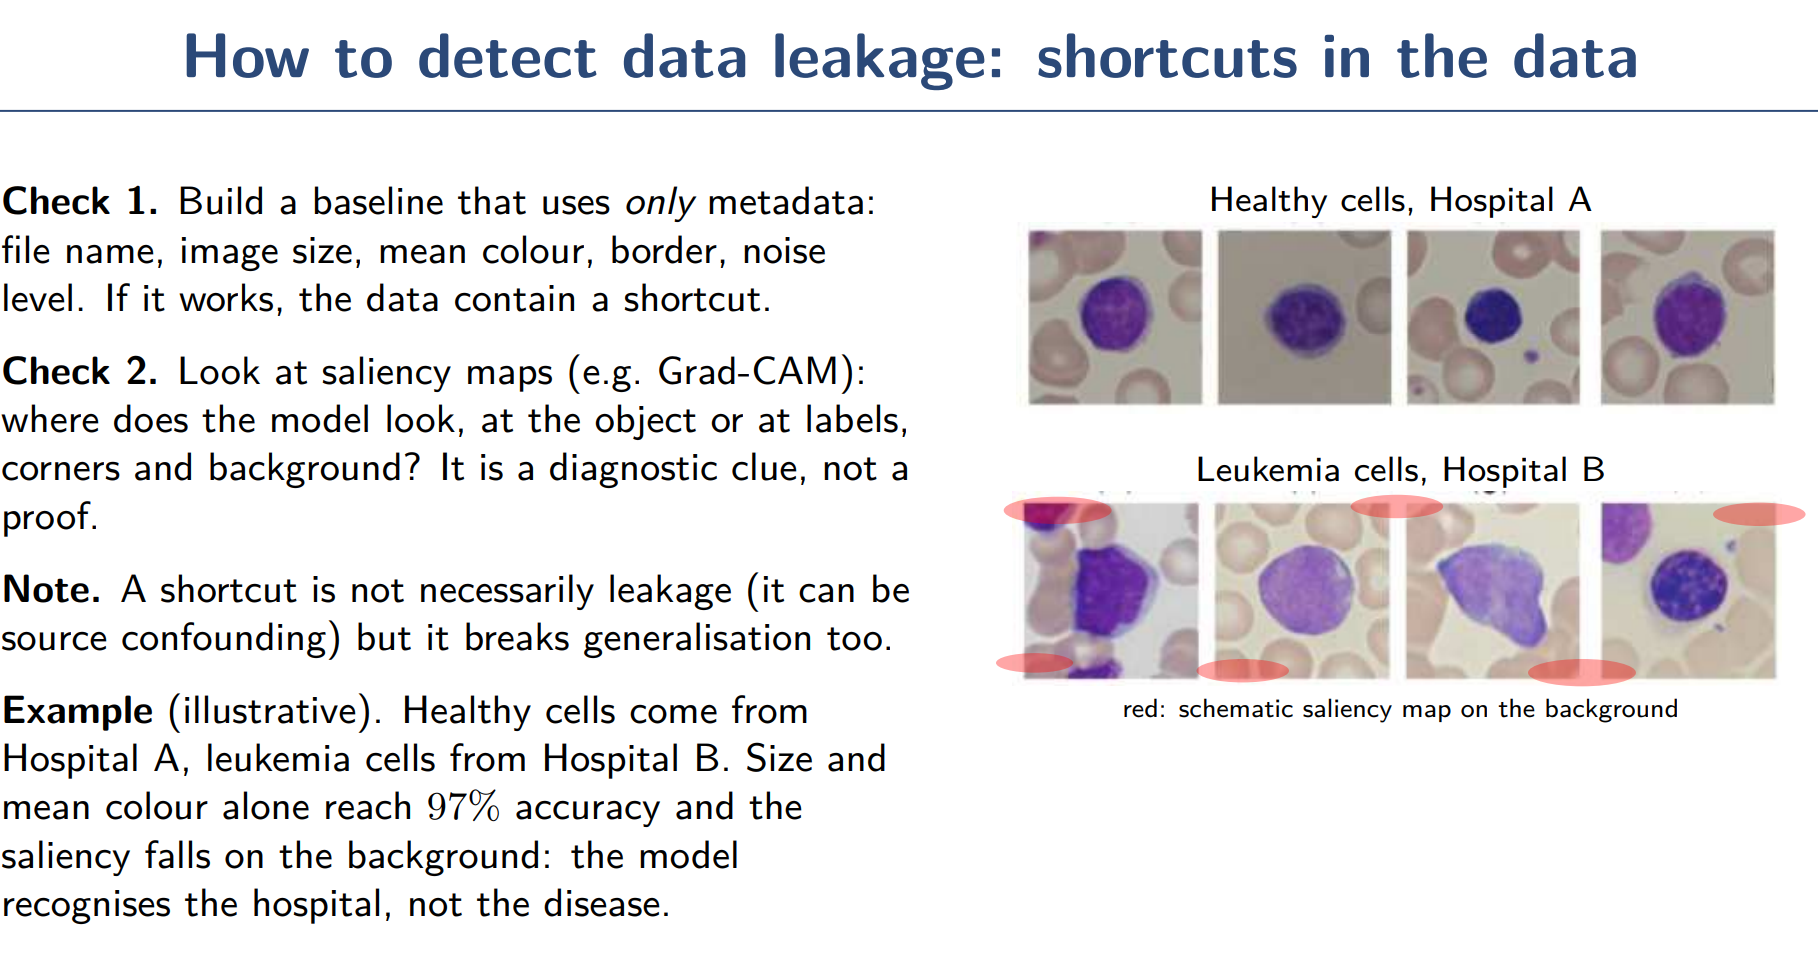 How to detect data leakage: shortcuts in the data
Check 1. Build a baseline that uses only metadata:
file name, image size, mean colour, border, noise
level. If it works, the data contain a shortcut.
Check 2. Look at saliency maps (e.g. Grad-CAM):
where does the model look, at the object or at labels,
corners and background? It is a diagnostic clue, not a
proof.
Note. A shortcut is not necessarily leakage (it can be
source confounding) but it breaks generalisation too.
Example (illustrative). Healthy cells come from
Hospital A, leukemia cells from Hospital B. Size and
mean colour alone reach 97% accuracy and the
saliency falls on the background: the model
recognises the hospital, not the disease.
Healthy cells, Hospital A
Leukemia cells, Hospital B
red: schematic saliency map on the background